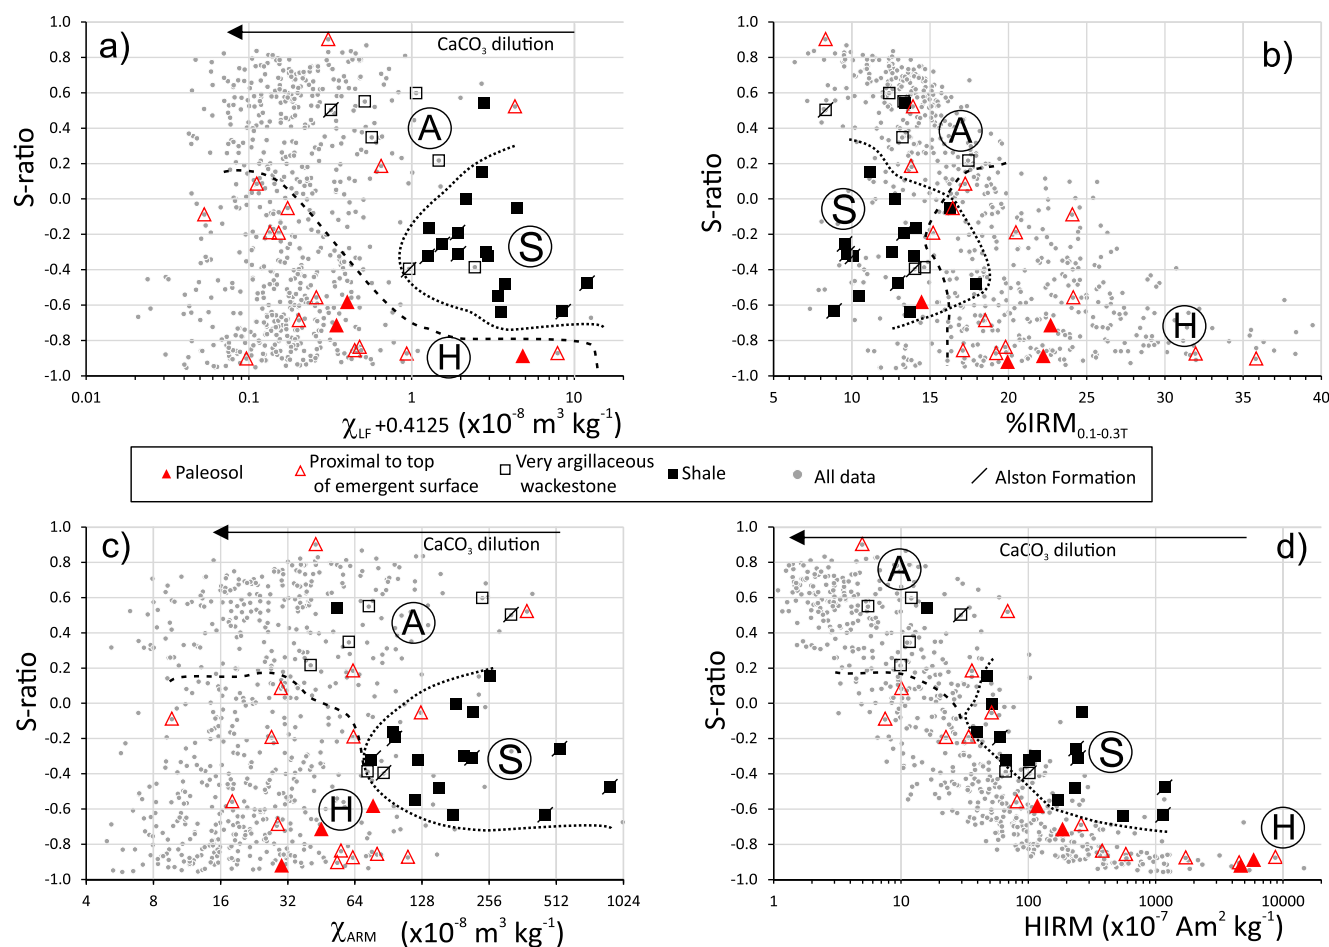 a)
CaCO3 dilution
A
S
H
S-ratio
1.0
0.8
0.6
0.4
0.2
0.0
-0.2
-0.4
-0.6
-0.8
-1.0
0.01
0.1
1
10
χLF +0.4125 (x10-8 m3 kg-1)
b)
A
S
H
S-ratio
1.0
0.8
0.6
0.4
0.2
0.0
-0.2
-0.4
-0.6
-0.8
-1.0
5
10
15
20
25
30
35
40
%IRM0.1-0.3T
Paleosol
Proximal to top
of emergent surface
Very argillaceous
wackestone
Shale
All data
Alston Formation
c)
CaCO3 dilution
A
S
H
S-ratio
1.0
0.8
0.6
0.4
0.2
0.0
-0.2
-0.4
-0.6
-0.8
-1.0
4
8
16
32
64
128
256
512
1024
χARM (x10-8 m3 kg-1)
d)
CaCO3 dilution
A
S
H
S-ratio
1.0
0.8
0.6
0.4
0.2
0.0
-0.2
-0.4
-0.6
-0.8
-1.0
1
10
100
1000
10000
HIRM (x10-7 Am2 kg-1)